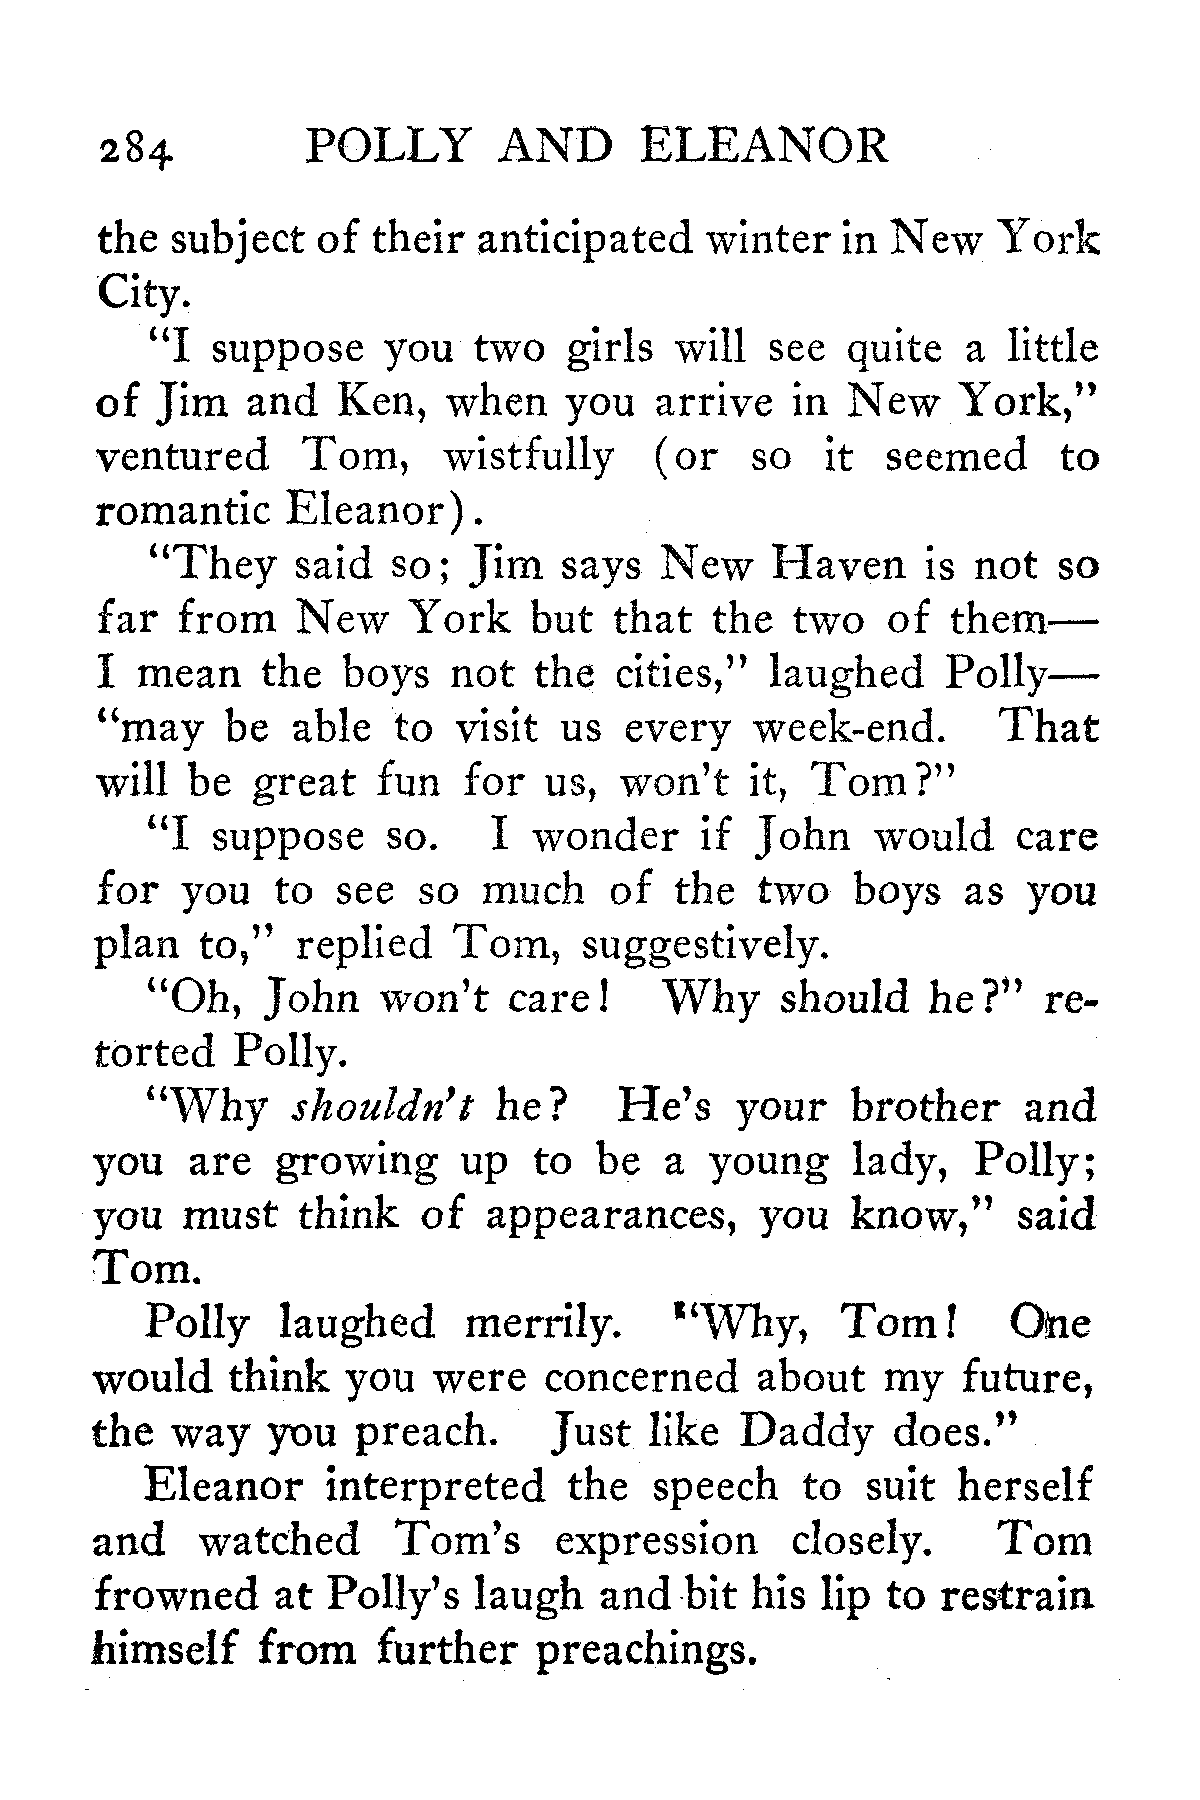 284 POLLY AND ELEANOR
the subject of their anticipated winter in New York
City.
“I suppose you two girls will see quite a little
of Jim and Ken, when you arrive in New York,”
ventured Tom, wistfully (or so it seemed to
romantic Eleanor).
“They said so; Jim says New Haven is not so
far from New York but that the two of them—
I mean the boys not the cities,” laughed Polly—
“may be able to visit us every week-end. That
will be great fun for us, won’t it, Tom?”
“I suppose so. I wonder if John would care
for you to see so much of the two boys as you
plan to,” replied Tom, suggestively.
“Oh, John won’t care! Why should he?” re-
torted Polly.
“Why shouldn’t he? He’s your brother and
you are growing up to be a young lady, Polly;
you must think of appearances, you know,” said
Tom.
Polly laughed merrily. “Why, Tom! One
would think you were concerned about my future,
the way you preach. Just like Daddy does.”
Eleanor interpreted the speech to suit herself
and watched Tom’s expression closely. Tom
frowned at Polly’s laugh and bit his lip to restrain
himself from further preachings.